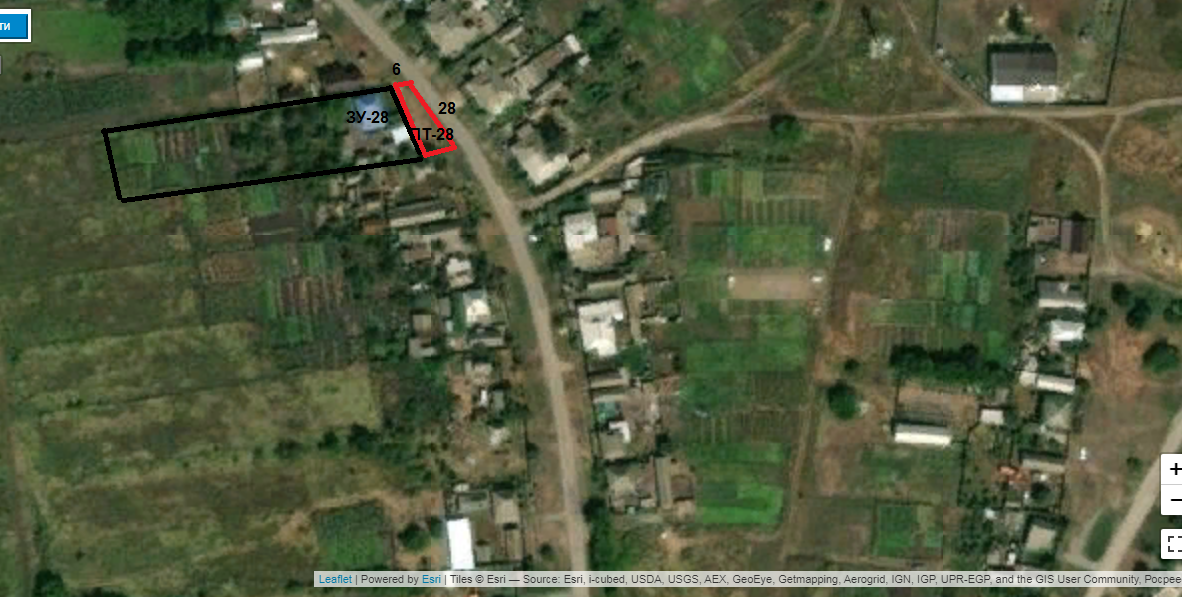 ти
6
28
ЗУ-28
ПТ-28
+
−
Leaflet | Powered by Esri | Tiles © Esri — Source: Esri, i-cubed, USDA, USGS, AEX, GeoEye, Getmapping, Aerogrid, IGN, IGP, UPR-EGP, and the GIS User Community, Росрее